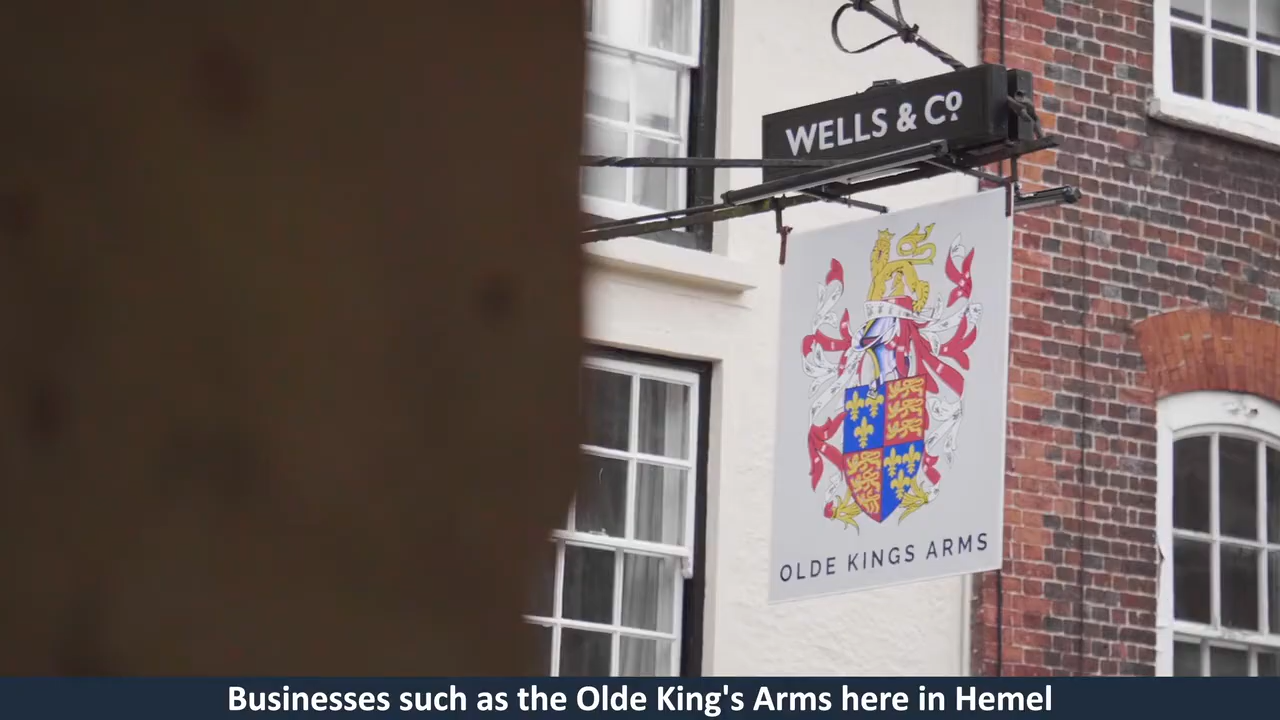 WELLS & Co.
OLDE KINGS ARMS
Businesses such as the Olde King's Arms here in Hemel